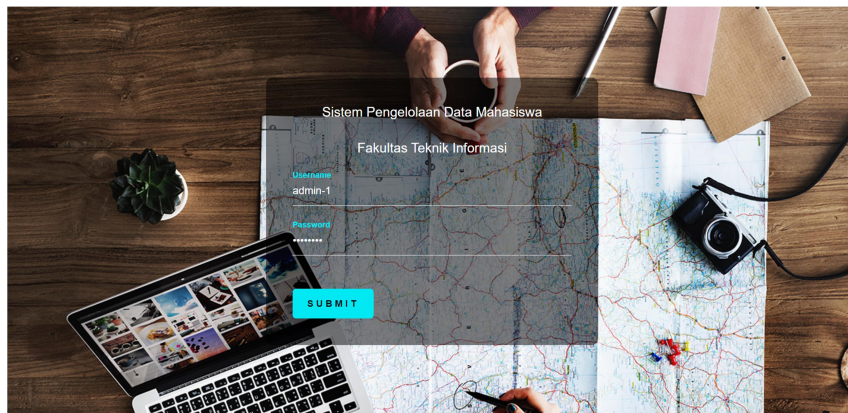 Sistem Pengelolaan Data Mahasiswa
Fakultas Teknik Informasi
Username
admin-1
Password
••••••••
SUBMIT